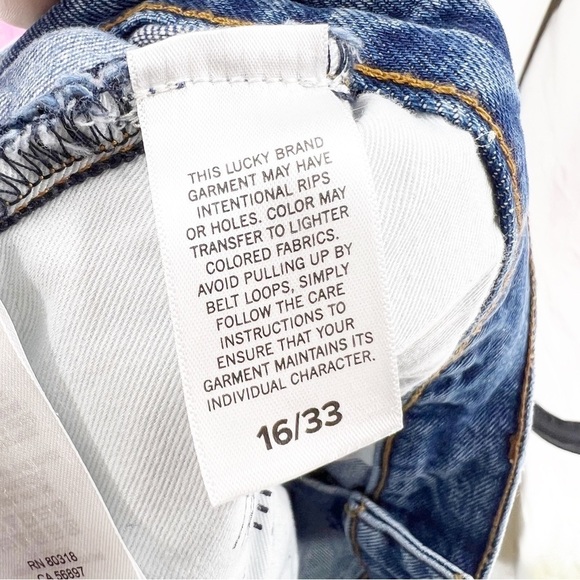 THIS LUCKY BRAND
GARMENT MAY HAVE
INTENTIONAL RIPS
OR HOLES. COLOR MAY
TRANSFER TO LIGHTER
COLORED FABRICS.
AVOID PULLING UP BY
BELT LOOPS, SIMPLY
FOLLOW THE CARE
INSTRUCTIONS TO
ENSURE THAT YOUR
GARMENT MAINTAINS ITS
INDIVIDUAL CHARACTER.
16/33
RN 80318
CA 56897